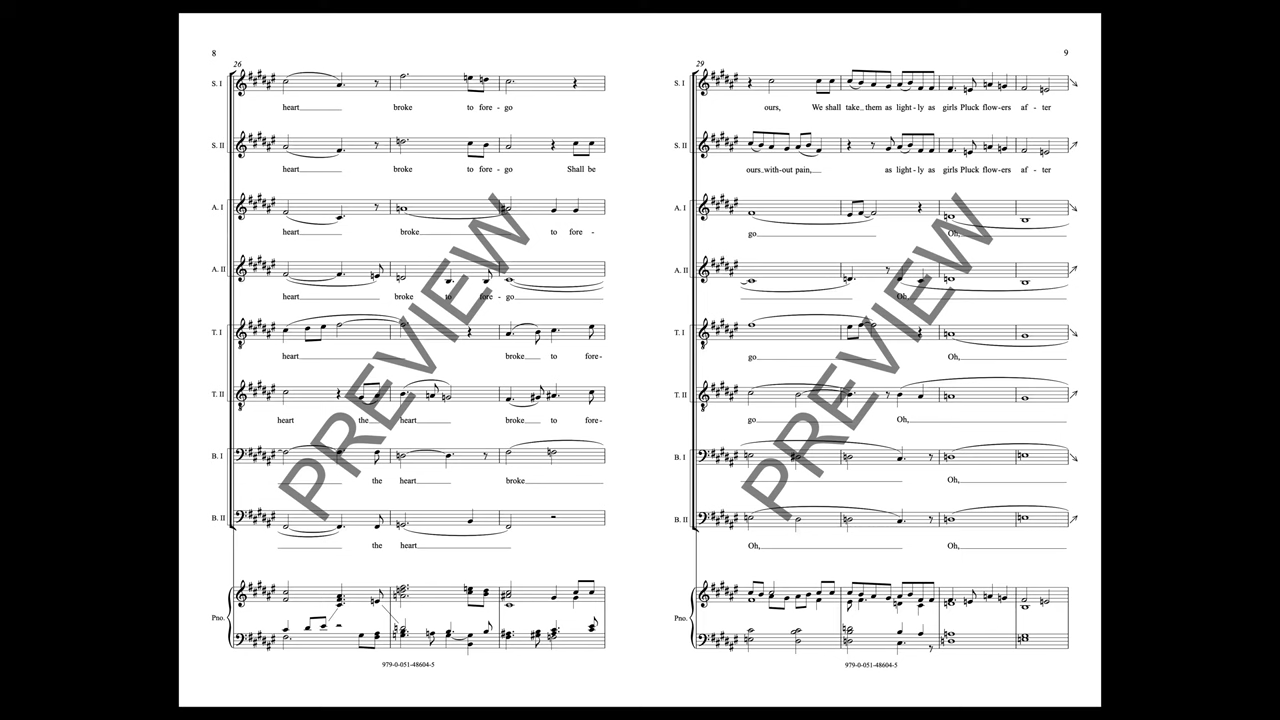 8
26
S. I
heart broke to fore- go
S. II
heart broke to fore- go Shall be
A. I
heart broke to fore -
A. II
heart broke to fore - go
T. I
heart broke to fore-
T. II
heart the heart broke to fore-
B. I
the heart broke
B. II
the heart
Pno.
979-0-051-48604-5
PREVIEW
9
29
S. I
ours, We shall take them as light - ly as girls Pluck flow-ers af - ter
S. II
ours with-out pain, as light - ly as girls Pluck flow-ers af - ter
A. I
go Oh,
A. II
Oh,
T. I
go Oh,
T. II
go Oh,
B. I
Oh,
B. II
Oh, Oh,
Pno.
979-0-051-48604-5
PREVIEW